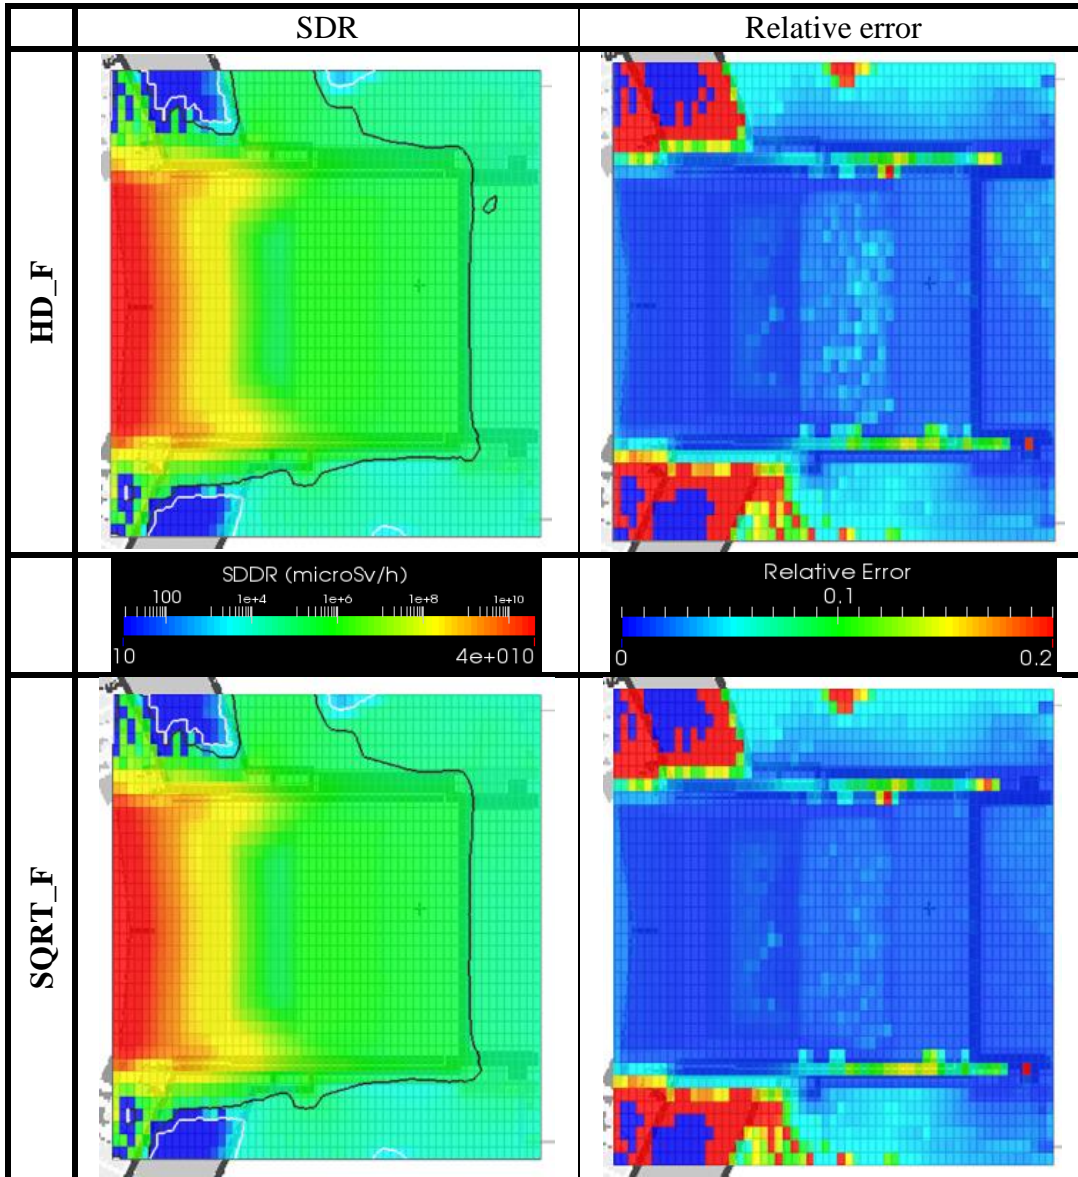 SDR Relative error
HD_F
SDDR (microSv/h)
100 1e+4 1e+6 1e+8 1e+10
10 4e+010
Relative Error
0.1
0 0.2
SQRT_F